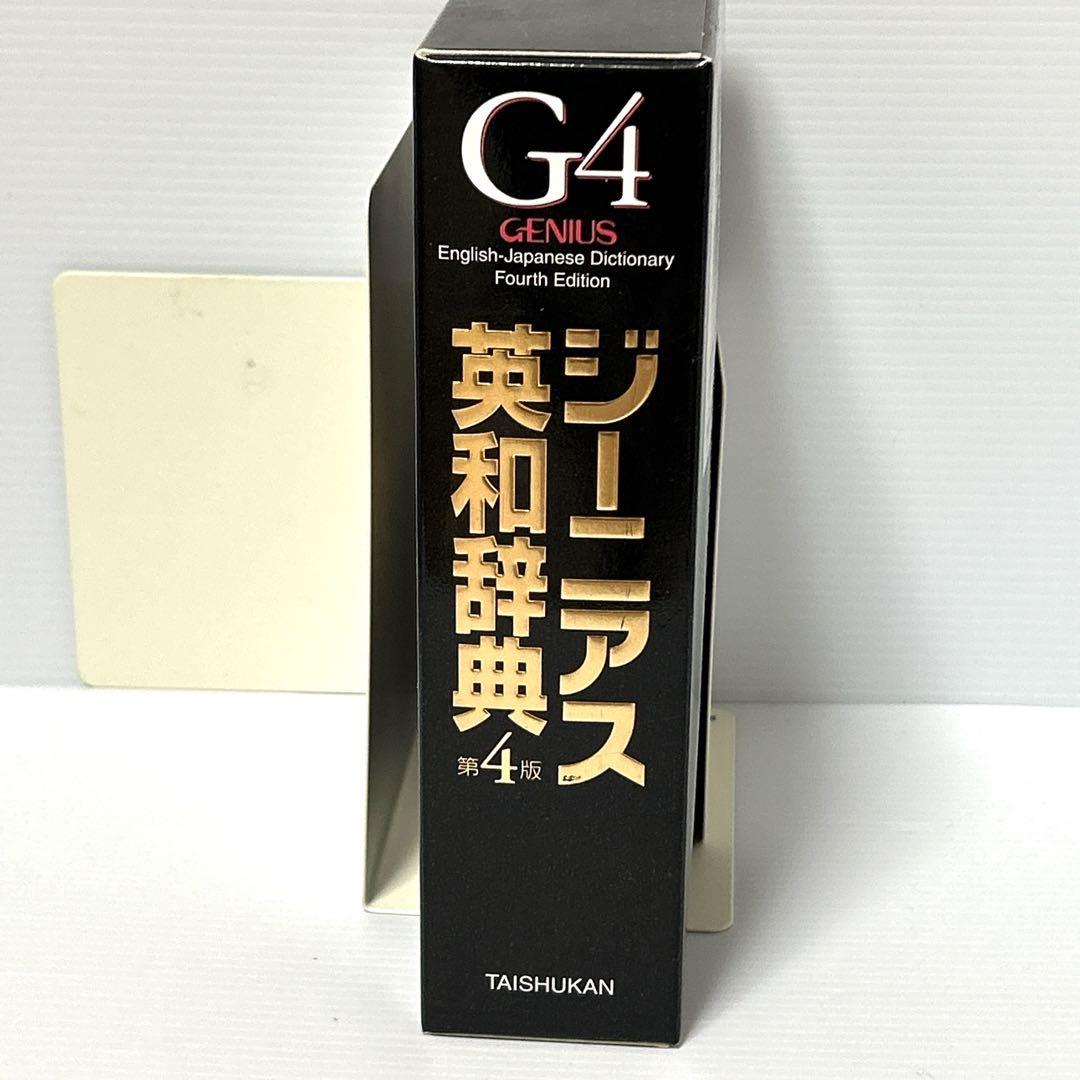 G4
GENIUS
English-Japanese Dictionary
Fourth Edition
ジーニアス
英和辞典
第4版
TAISHUKAN